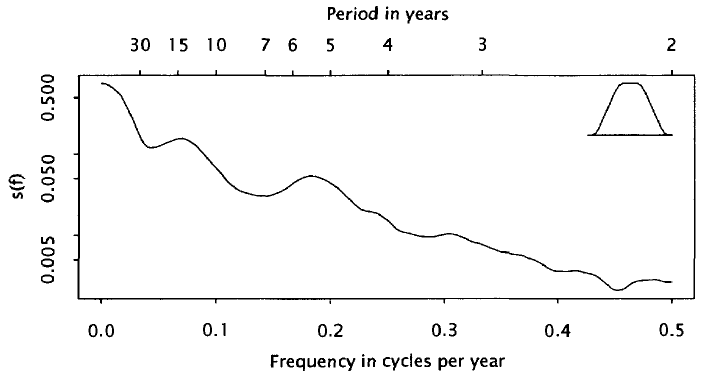 Period in years
30 15 10 7 6 5 4 3 2
0.500
0.050
0.005
s(f)
0.0 0.1 0.2 0.3 0.4 0.5
Frequency in cycles per year